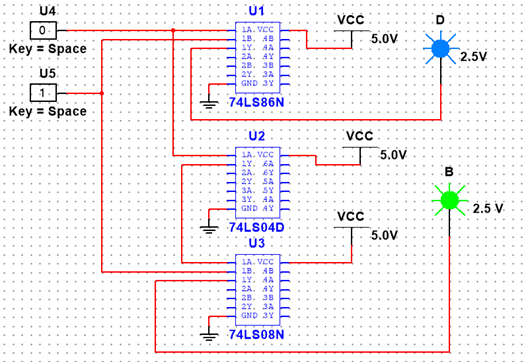 U4
0
Key = Space
U5
1
Key = Space
U1
1A VCC
1B 4B
1Y 4A
2A 4Y
2B 3B
2Y 3A
GND 3Y
74LS86N
VCC
5.0V
D
2.5V
U2
1A VCC
1Y 6A
2A 6Y
2Y 5A
3A 5Y
3Y 4A
GND 4Y
74LS04D
VCC
5.0V
B
2.5 V
U3
1A VCC
1B 4B
1Y 4A
2A 4Y
2B 3B
2Y 3A
GND 3Y
74LS08N
VCC
5.0V